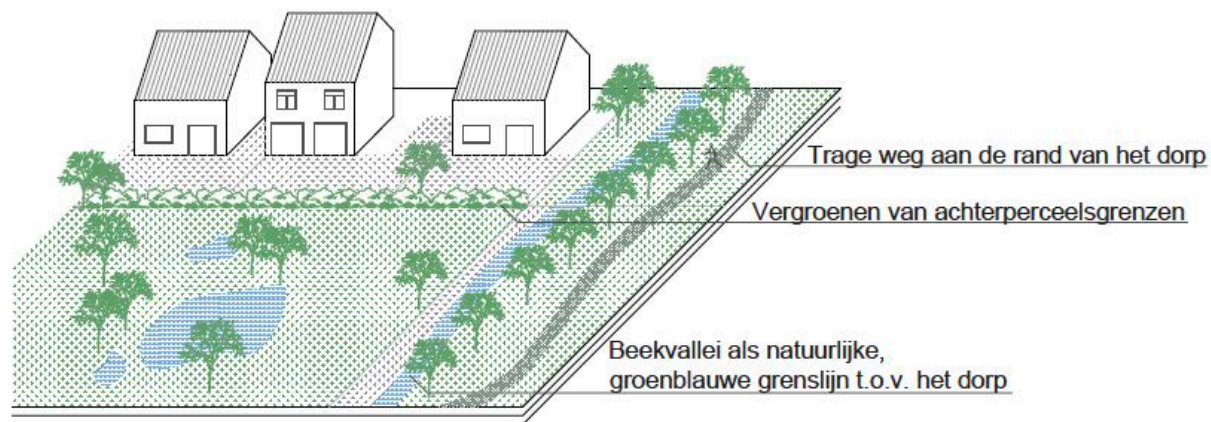 Trage weg aan de rand van het dorp
Vergroenen van achterperceelsgrenzen
Beekvallei als natuurlijke,
groenblauwe grenslijn t.o.v. het dorp